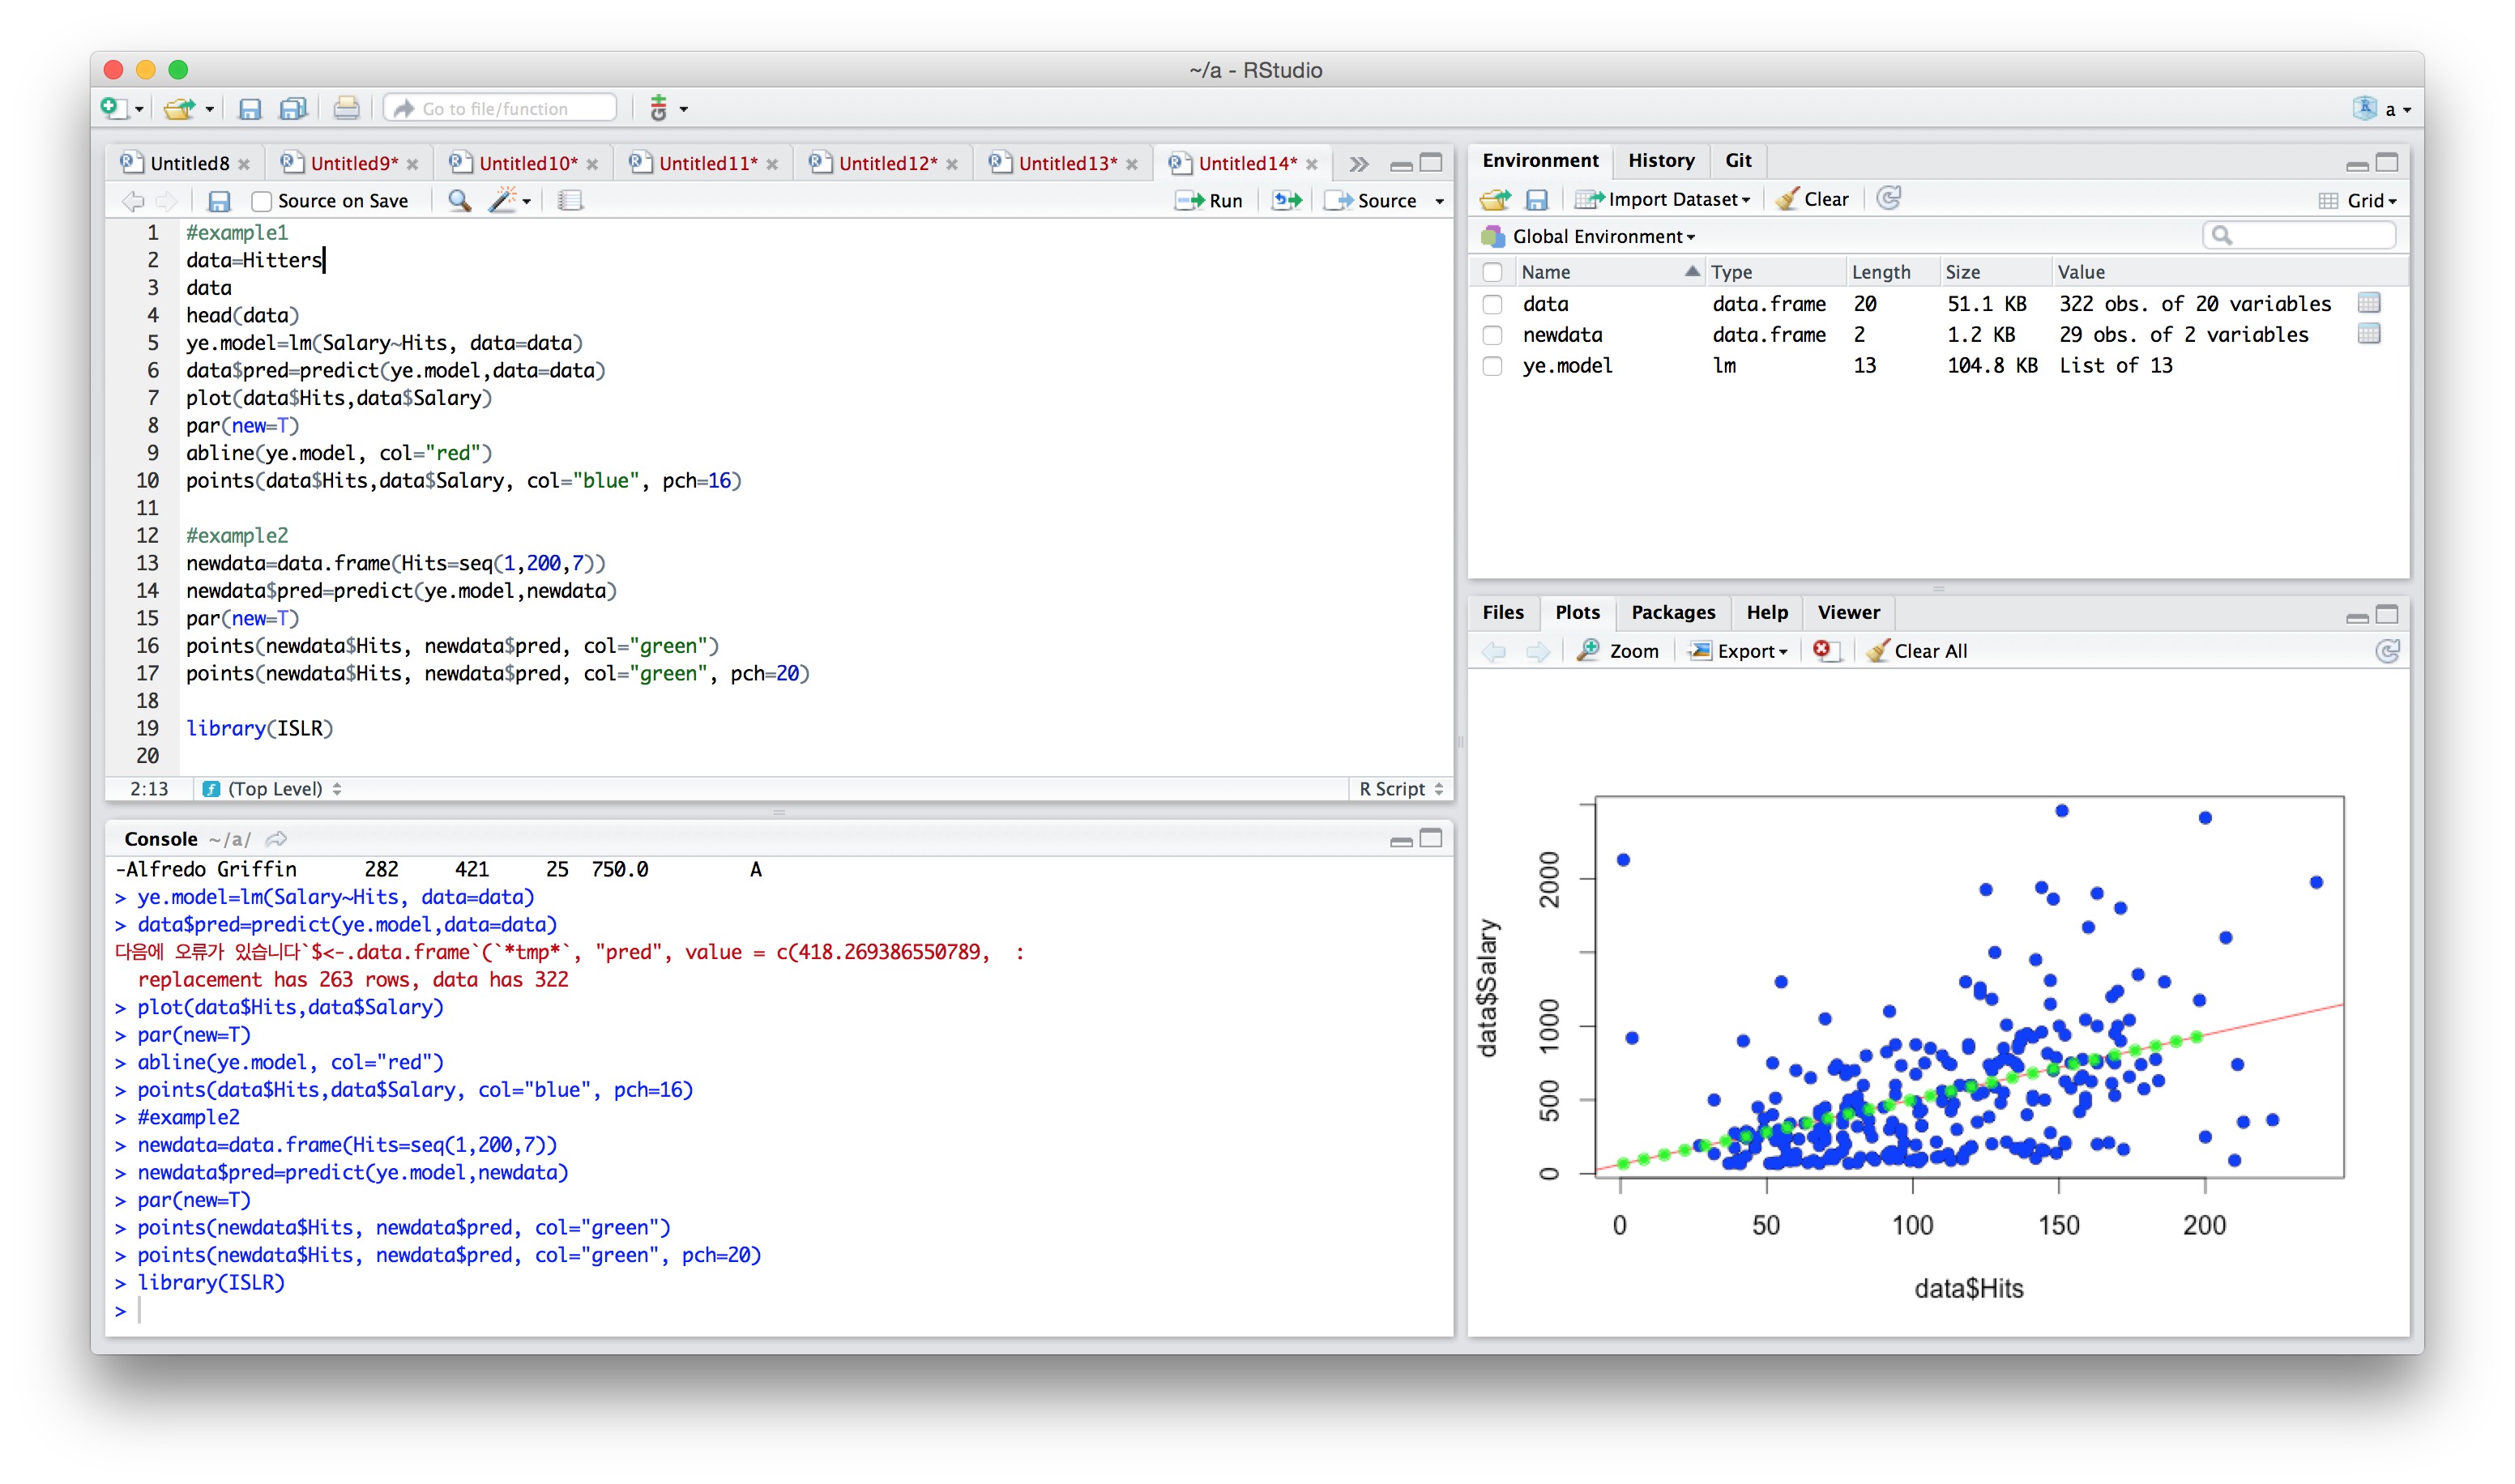 ~/a - RStudio
Go to file/function
a
Untitled8
Untitled9*
Untitled10*
Untitled11*
Untitled12*
Untitled13*
Untitled14*
Source on Save
Run
Source
1 #example1
2 data=Hitters
3 data
4 head(data)
5 ye.model=lm(Salary~Hits, data=data)
6 data$pred=predict(ye.model,data=data)
7 plot(data$Hits,data$Salary)
8 par(new=T)
9 abline(ye.model, col="red")
10 points(data$Hits,data$Salary, col="blue", pch=16)
11
12 #example2
13 newdata=data.frame(Hits=seq(1,200,7))
14 newdata$pred=predict(ye.model,newdata)
15 par(new=T)
16 points(newdata$Hits, newdata$pred, col="green")
17 points(newdata$Hits, newdata$pred, col="green", pch=20)
18
19 library(ISLR)
20
2:13 (Top Level) R Script
Console ~/a/
-Alfredo Griffin 282 421 25 750.0 A
> ye.model=lm(Salary~Hits, data=data)
> data$pred=predict(ye.model,data=data)
다음에 오류가 있습니다`$<-.data.frame`(`*tmp*`, "pred", value = c(418.269386550789, :
replacement has 263 rows, data has 322
> plot(data$Hits,data$Salary)
> par(new=T)
> abline(ye.model, col="red")
> points(data$Hits,data$Salary, col="blue", pch=16)
> #example2
> newdata=data.frame(Hits=seq(1,200,7))
> newdata$pred=predict(ye.model,newdata)
> par(new=T)
> points(newdata$Hits, newdata$pred, col="green")
> points(newdata$Hits, newdata$pred, col="green", pch=20)
> library(ISLR)
>
Environment History Git
Import Dataset Clear Grid
Global Environment
Name Type Length Size Value
data data.frame 20 51.1 KB 322 obs. of 20 variables
newdata data.frame 2 1.2 KB 29 obs. of 2 variables
ye.model lm 13 104.8 KB List of 13
Files Plots Packages Help Viewer
Zoom Export Clear All
data$Salary
2000
1000
500
0
0 50 100 150 200
data$Hits